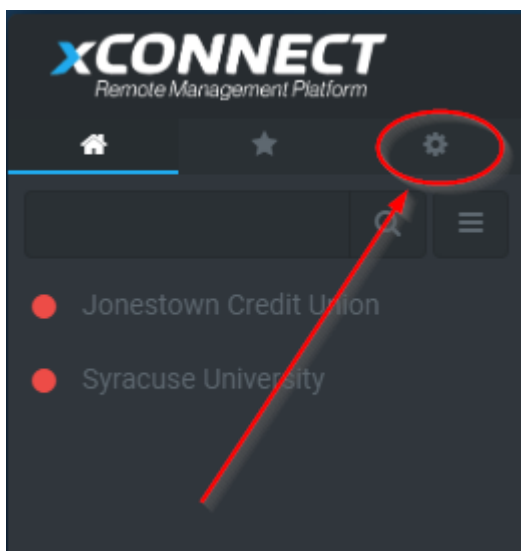 xCONNECT
Remote Management Platform
Jonestown Credit Union
Syracuse University